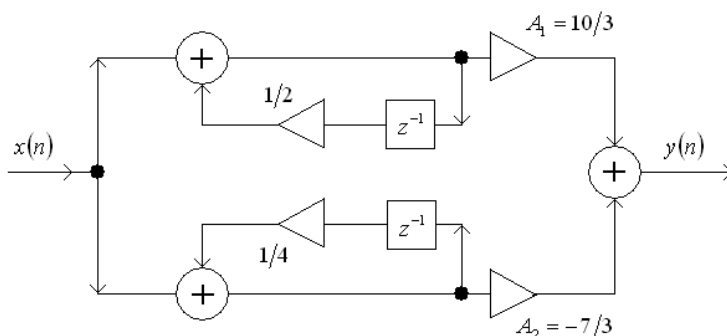 A₁ = 10/3
+
1/2
z⁻¹
x(n)
+
y(n)
z⁻¹
1/4
+
A₂ = −7/3